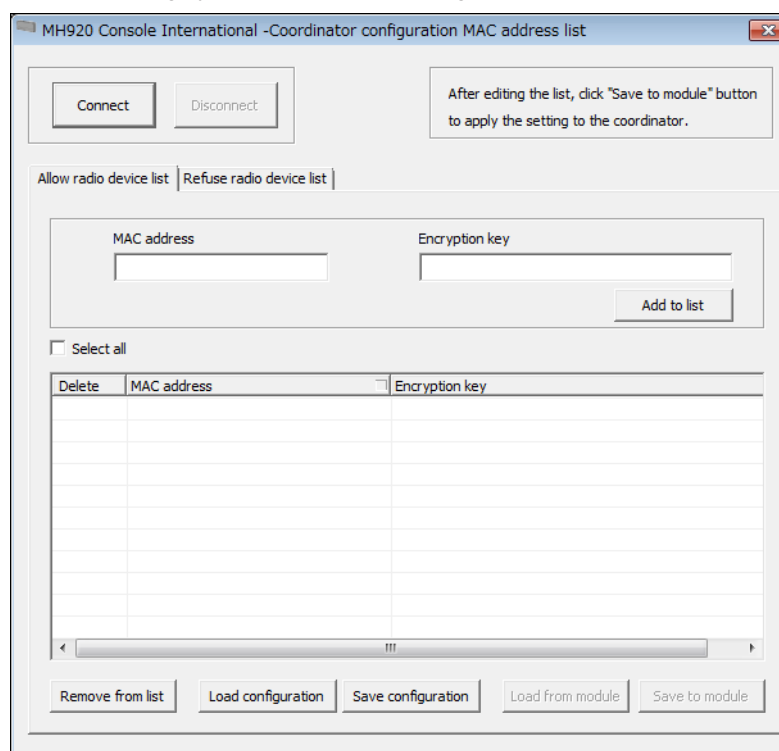 MH920 Console International -Coordinator configuration MAC address list
Connect
Disconnect
After editing the list, click "Save to module" button
to apply the setting to the coordinator.
Allow radio device list
Refuse radio device list
MAC address
Encryption key
Add to list
Select all
Delete
MAC address
Encryption key
Remove from list
Load configuration
Save configuration
Load from module
Save to module